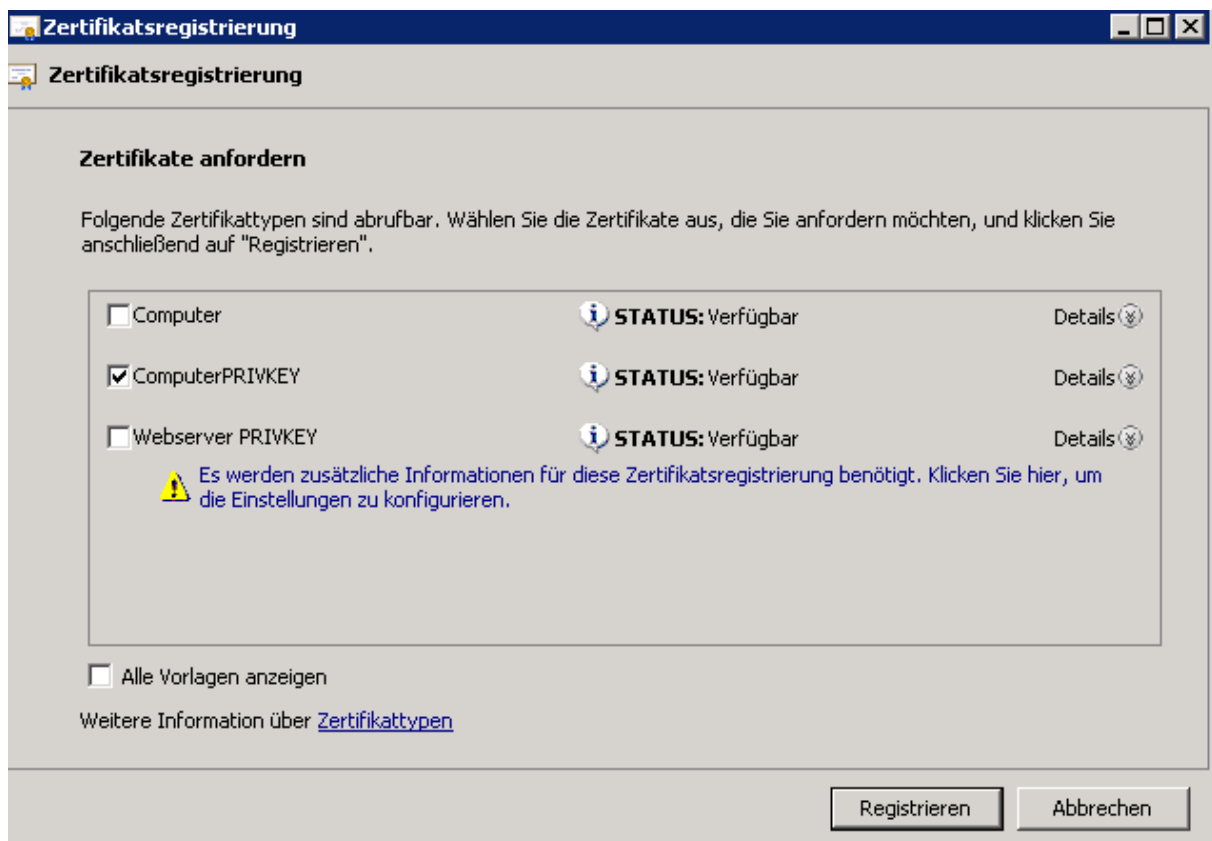 Zertifikatsregistrierung
Zertifikatsregistrierung
Zertifikate anfordern
Folgende Zertifikattypen sind abrufbar. Wählen Sie die Zertifikate aus, die Sie anfordern möchten, und klicken Sie
anschließend auf "Registrieren".
Computer STATUS: Verfügbar Details
ComputerPRIVKEY STATUS: Verfügbar Details
Webserver PRIVKEY STATUS: Verfügbar Details
Es werden zusätzliche Informationen für diese Zertifikatsregistrierung benötigt. Klicken Sie hier, um
die Einstellungen zu konfigurieren.
Alle Vorlagen anzeigen
Weitere Information über Zertifikattypen
Registrieren Abbrechen